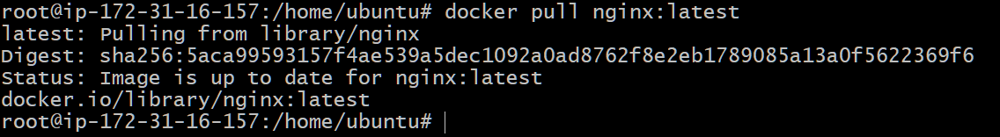 root@ip-172-31-16-157:/home/ubuntu# docker pull nginx:latest
latest: Pulling from library/nginx
Digest: sha256:5aca99593157f4ae539a5dec1092a0ad8762f8e2eb1789085a13a0f5622369f6
Status: Image is up to date for nginx:latest
docker.io/library/nginx:latest
root@ip-172-31-16-157:/home/ubuntu#